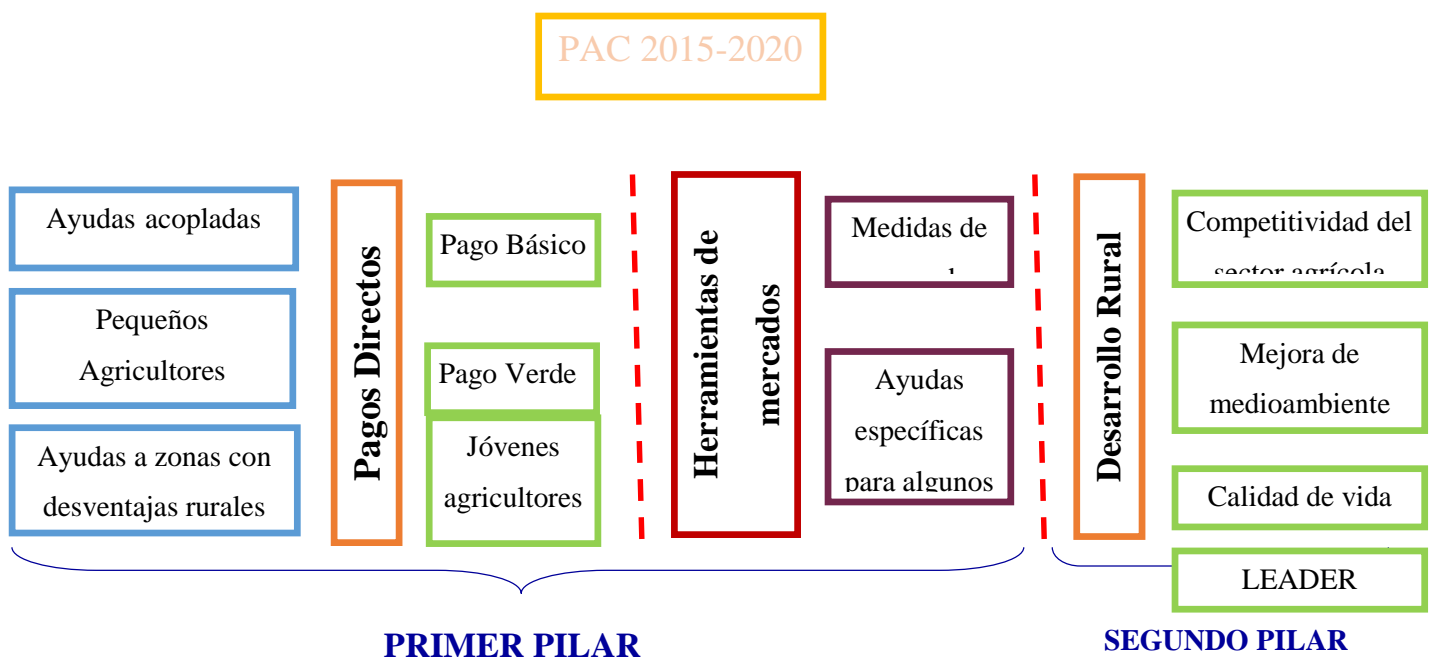 PAC 2015-2020
Ayudas acopladas
Pequeños
Agricultores
Ayudas a zonas con
desventajas rurales
Pagos Directos
Pago Básico
Pago Verde
Jóvenes
agricultores
Herramientas de
mercados
Medidas de
Ayudas
específicas
para algunos
Desarrollo Rural
Competitividad del
sector agrícola
Mejora de
medioambiente
Calidad de vida
LEADER
PRIMER PILAR
SEGUNDO PILAR